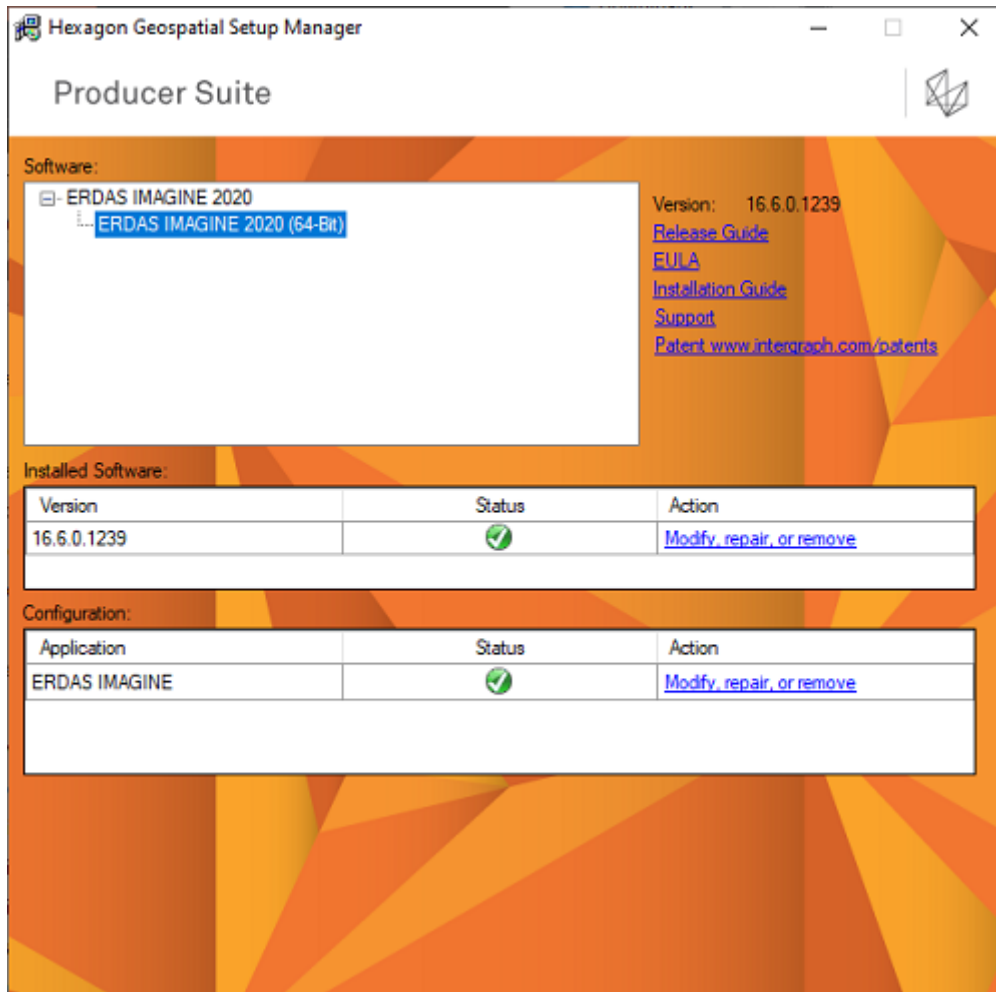 Hexagon Geospatial Setup Manager
Producer Suite
Software:
ERDAS IMAGINE 2020
ERDAS IMAGINE 2020 (64-Bit)
Version: 16.6.0.1239
Release Guide
EULA
Installation Guide
Support
Patent www.intergraph.com/patents
Installed Software:
Version Status Action
16.6.0.1239 Modify, repair, or remove
Configuration:
Application Status Action
ERDAS IMAGINE Modify, repair, or remove